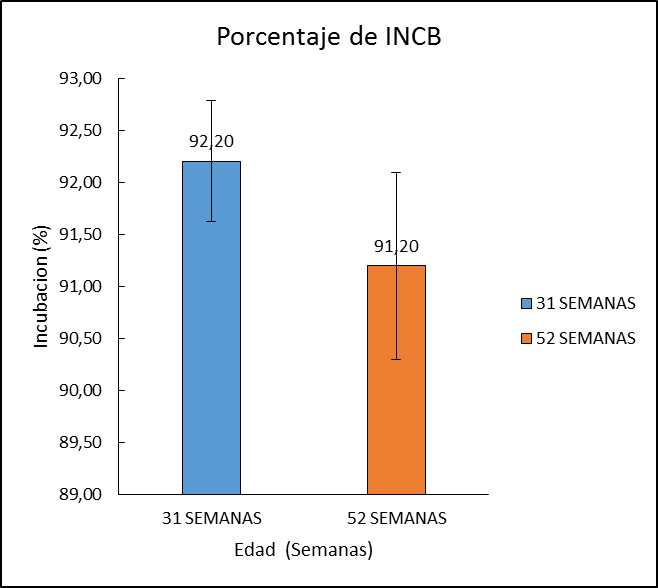 Porcentaje de INCB
93,00
92,50
92,00
91,50
91,00
90,50
90,00
89,50
89,00
Incubacion (%)
92,20
91,20
31 SEMANAS
52 SEMANAS
Edad (Semanas)
31 SEMANAS
52 SEMANAS